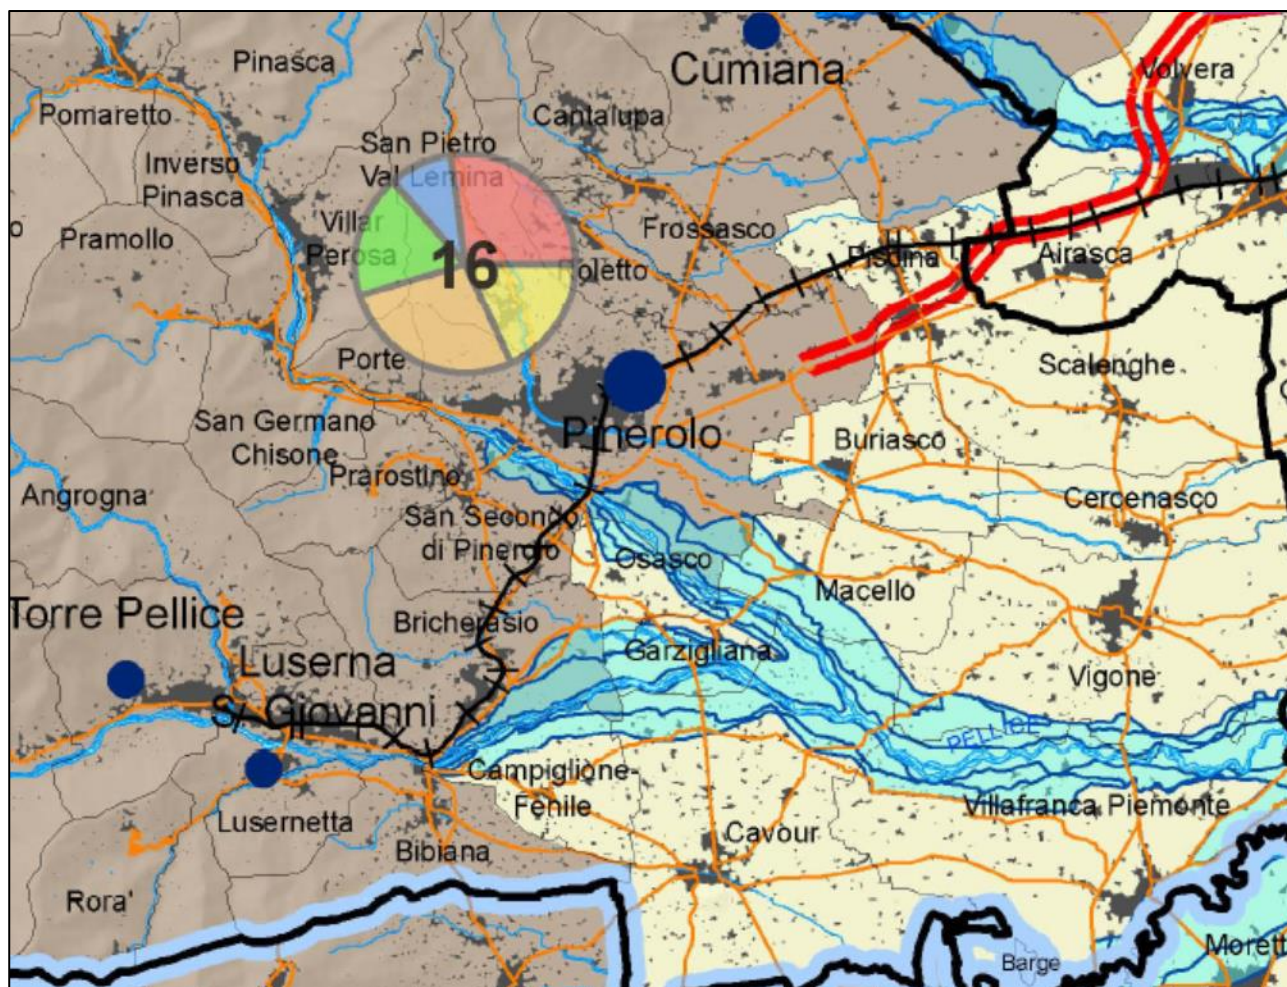 Pinasca
Cumiana
Volvera
Pomaretto
Cantalupa
San Pietro
Val Lemina
Inverso
Pinasca
Villar
Perosa
Frossasco
Pramollo
o
16
Roletto
Piscina
Airasca
Porte
Scalenghe
San Germano
Chisone
Pinerolo
Buriasco
Prarostino
Angrogna
Cercenasco
San Secondo
di Pinerolo
Osasco
Macello
Torre Pellice
Bricherasio
Garzigliana
Luserna
S. Giovanni
Vigone
PELLICE
Campiglione-
Fenile
Villafranca Piemonte
Lusernetta
Cavour
Bibiana
Rora'
Morett
Barge